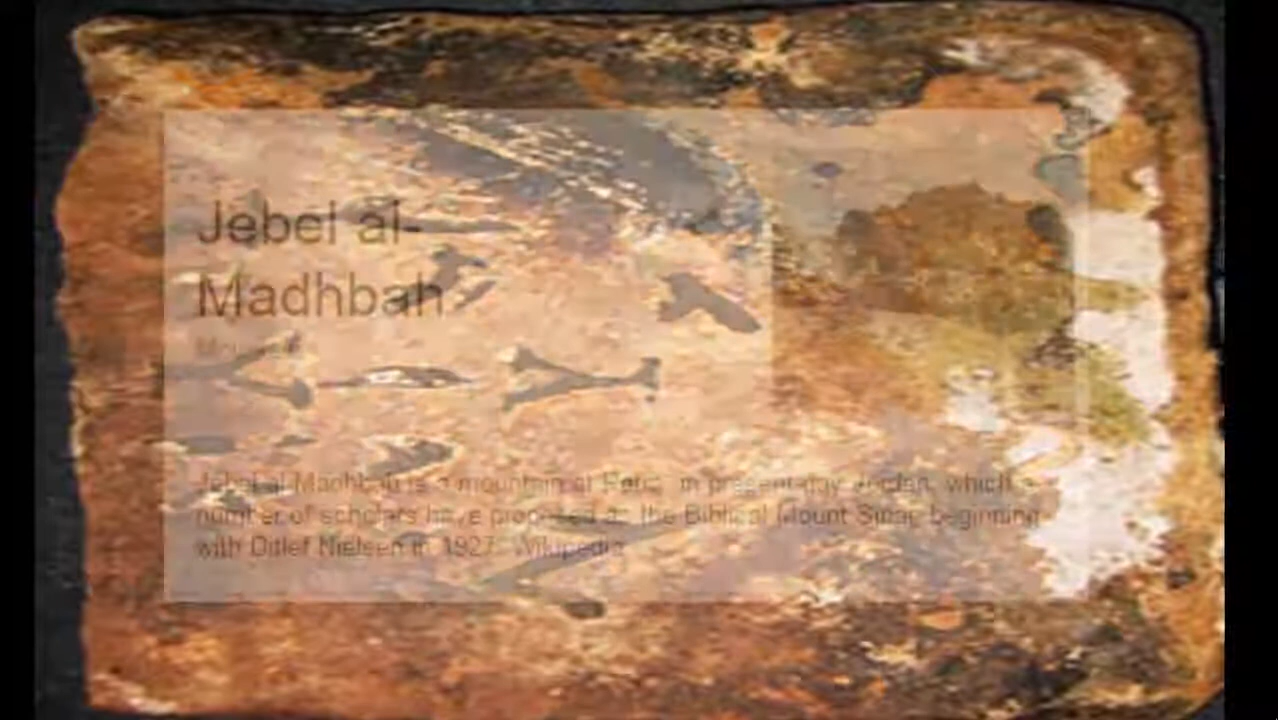 Jebel al-
Madhbah
Mountain
Jebel al-Madhbah is a mountain at Petra, in present-day Jordan, which a
number of scholars have proposed as the Biblical Mount Sinai, beginning
with Ditlef Nielsen in 1927. Wikipedia